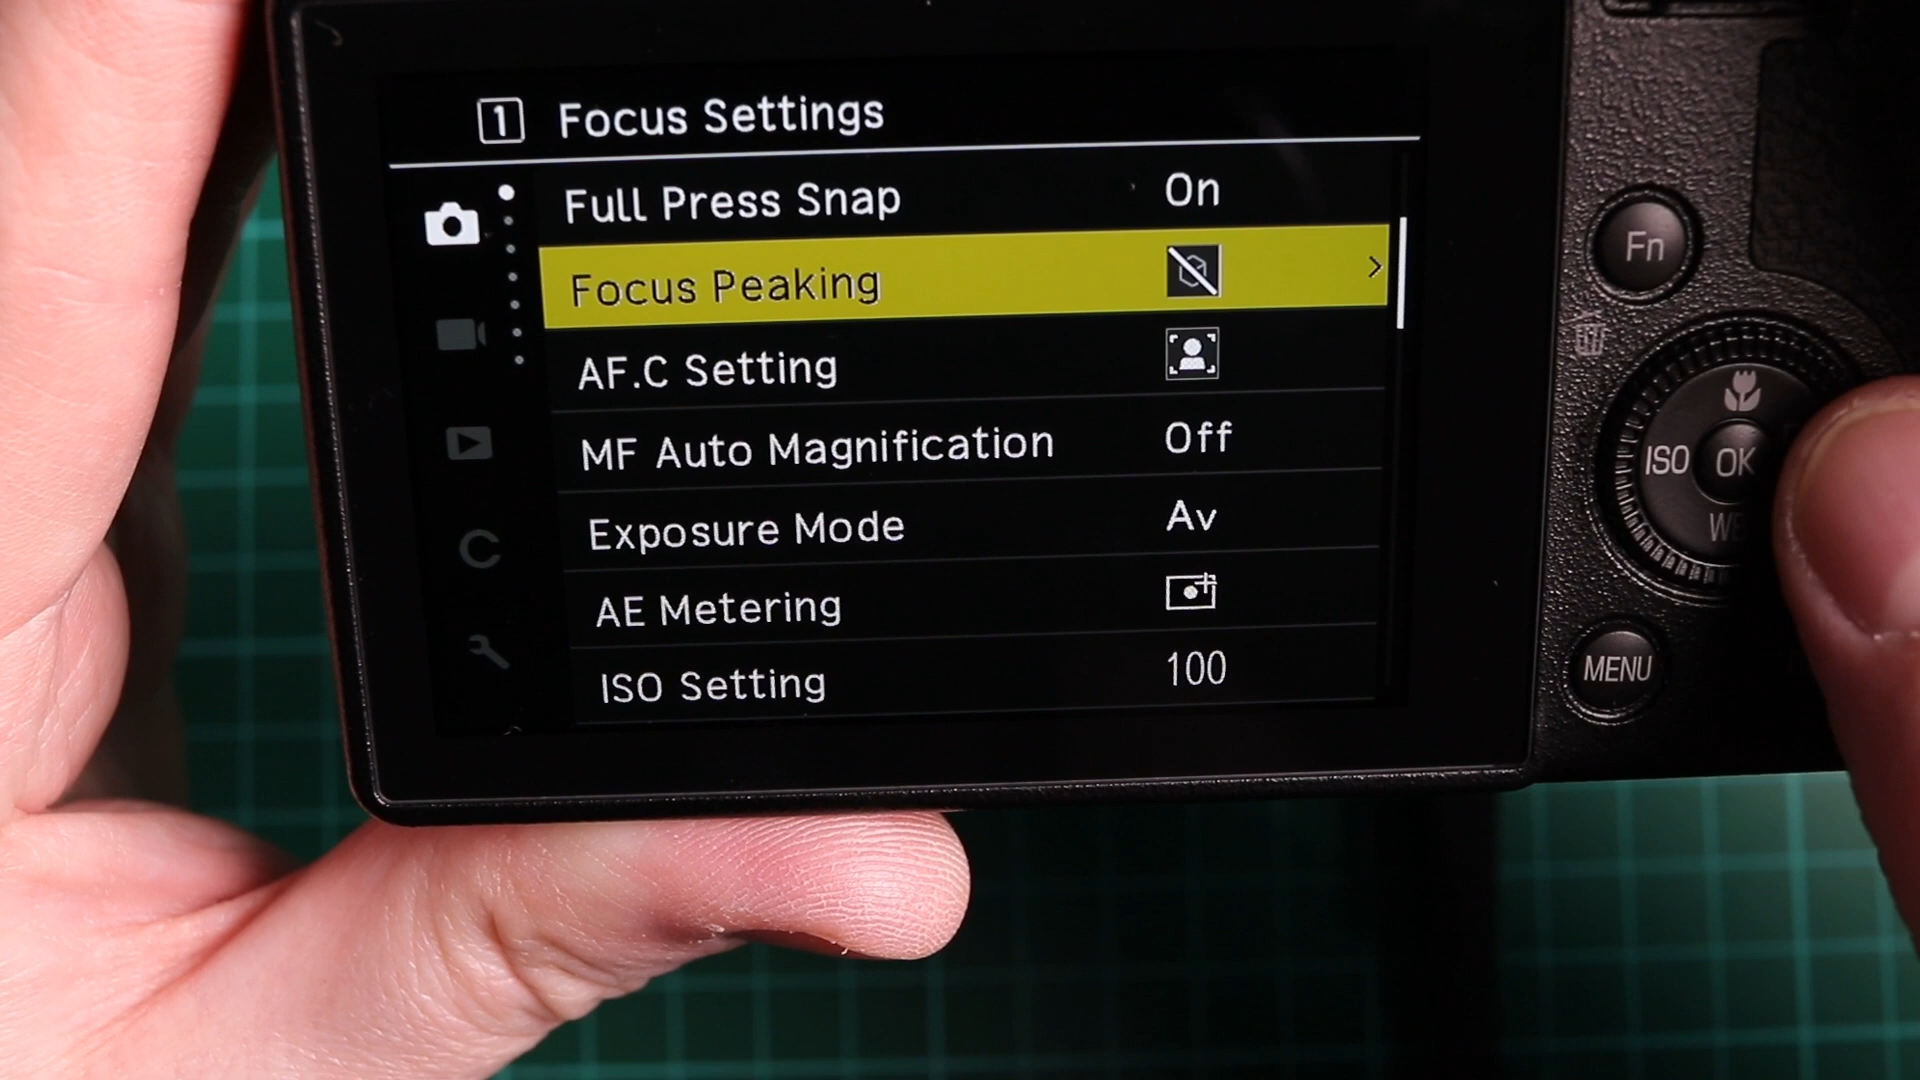 1 Focus Settings
Full Press Snap On
Focus Peaking >
AF.C Setting
MF Auto Magnification Off
Exposure Mode Av
AE Metering
ISO Setting 100
C
Fn
ISO OK
MENU